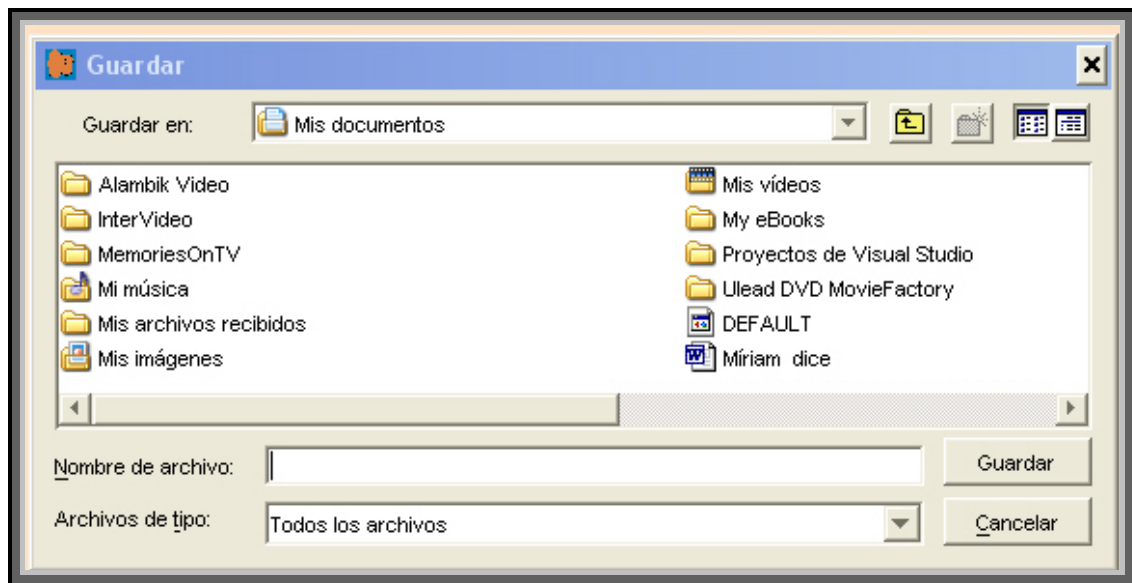 Guardar
Guardar en: Mis documentos
Alambik Video
InterVideo
MemoriesOnTV
Mi música
Mis archivos recibidos
Mis imágenes
Mis vídeos
My eBooks
Proyectos de Visual Studio
Ulead DVD MovieFactory
DEFAULT
Míriam dice
Nombre de archivo: Guardar
Archivos de tipo: Todos los archivos Cancelar